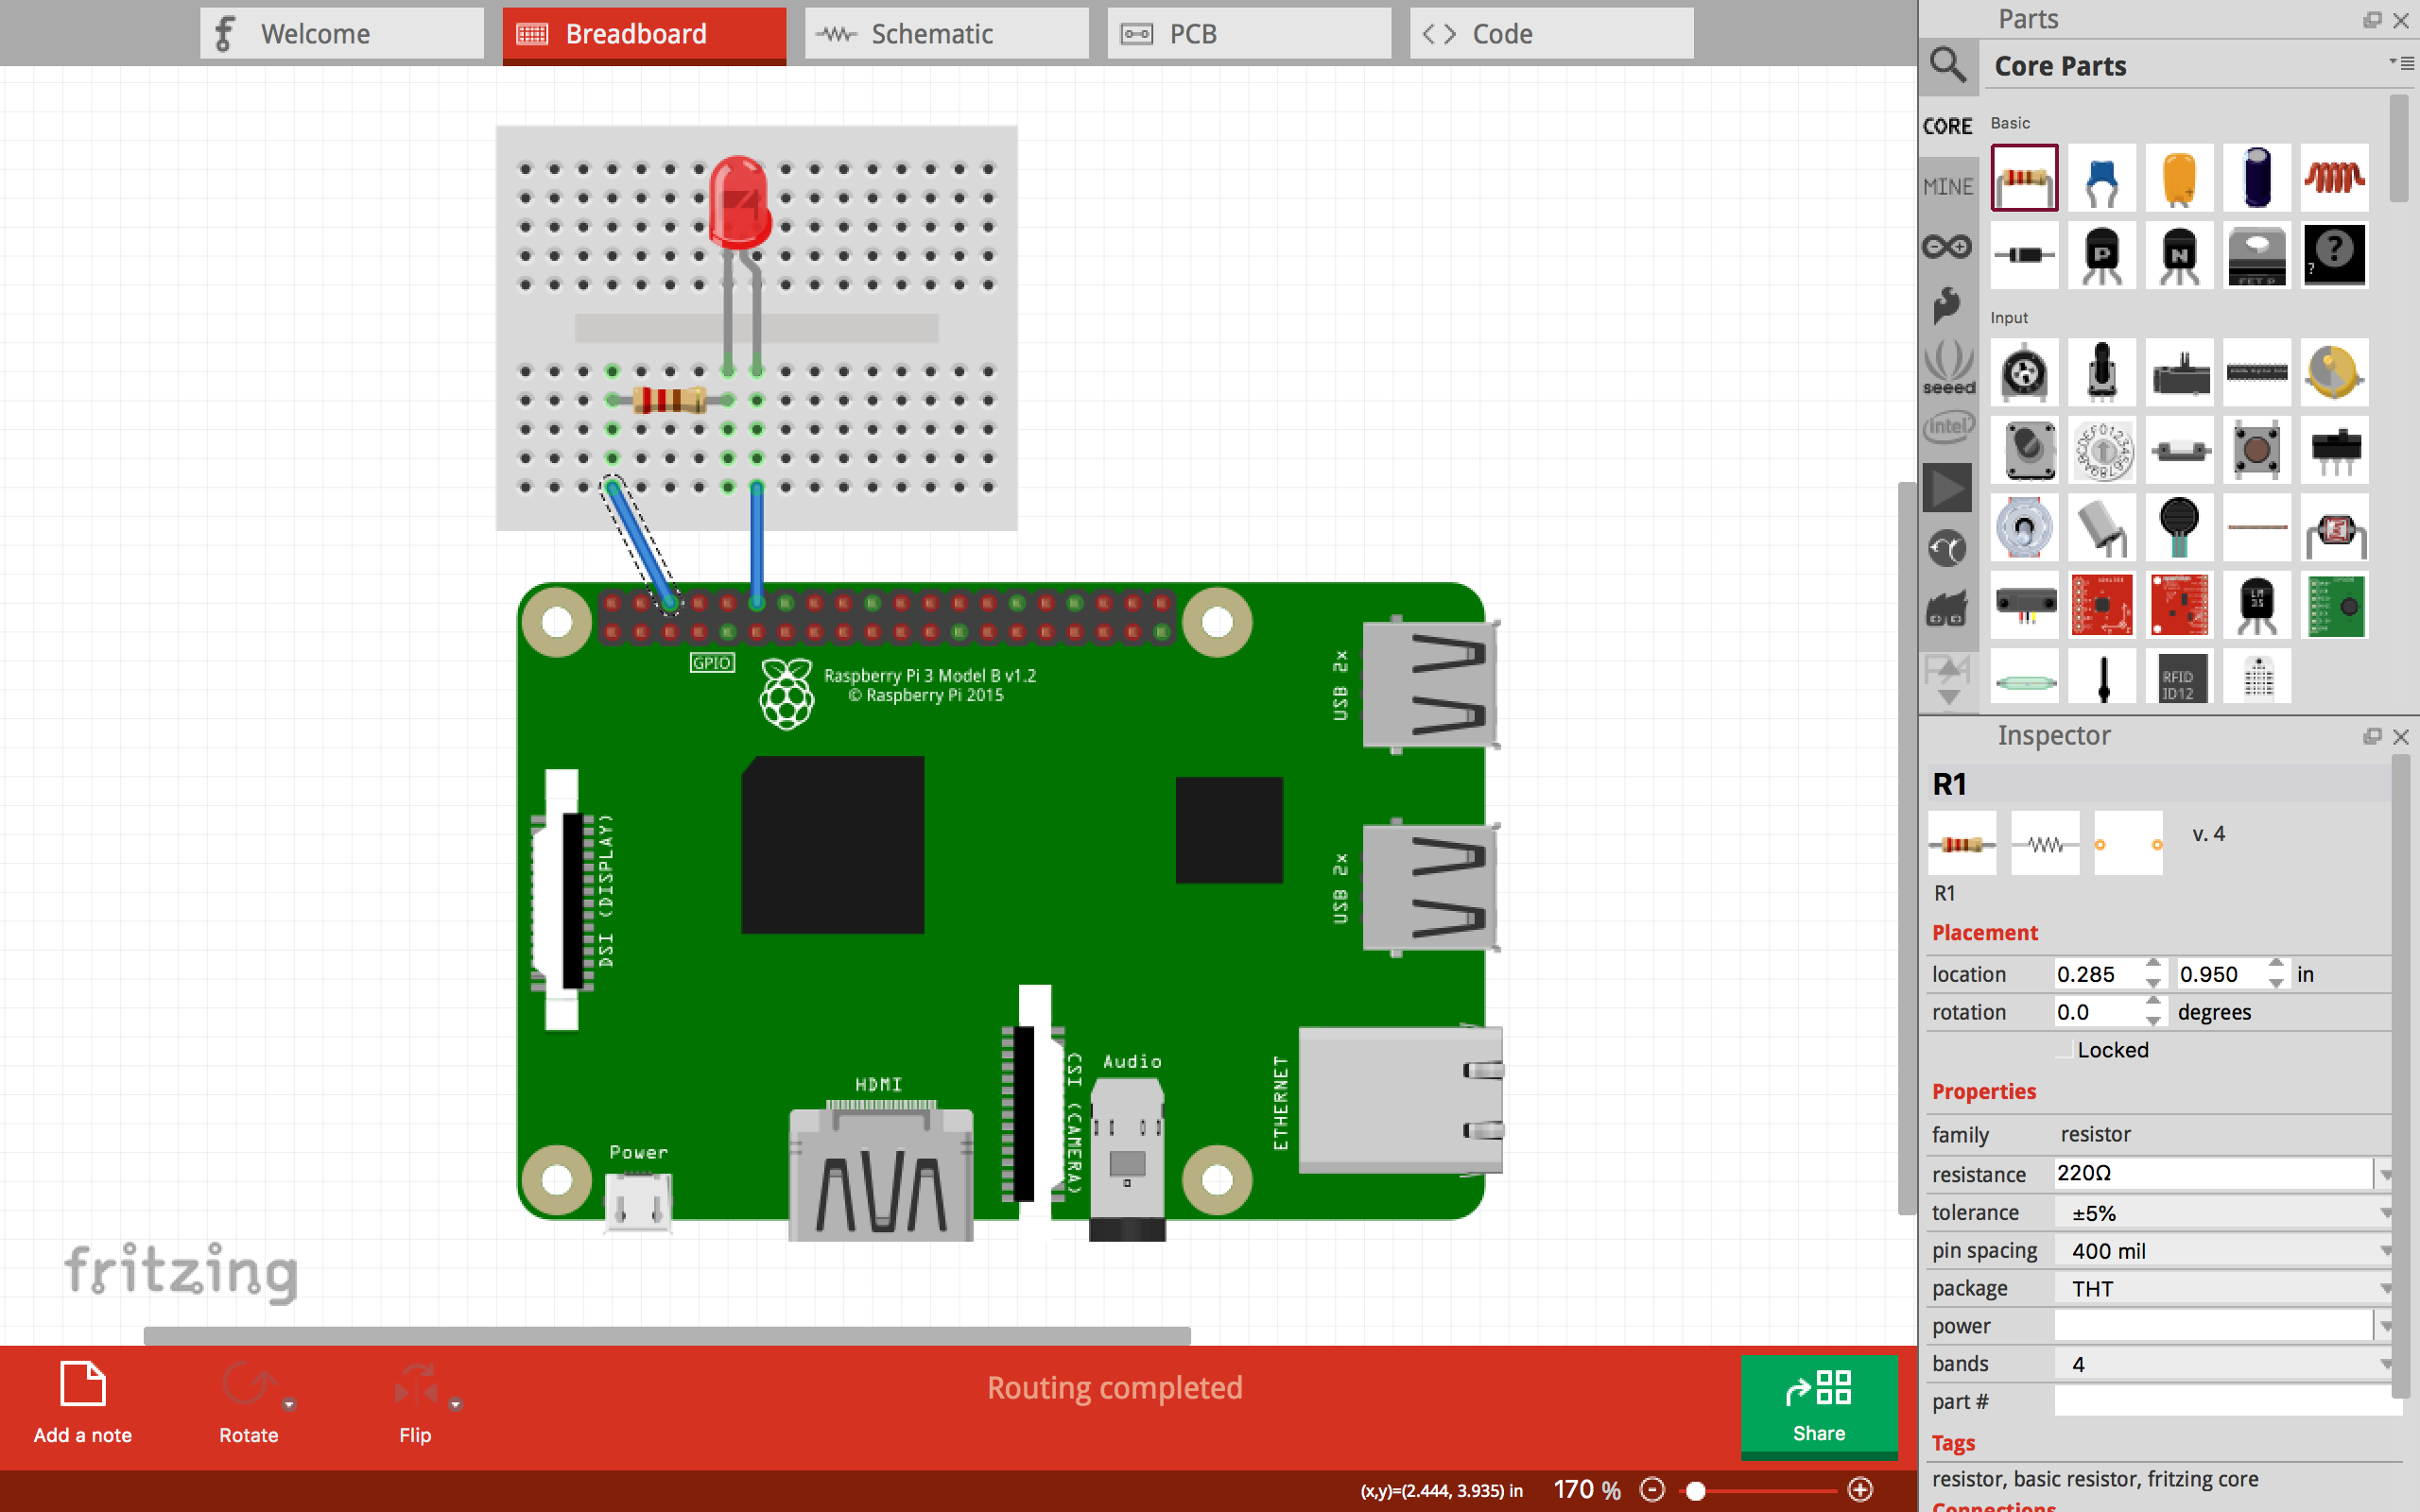 Welcome
Breadboard
Schematic
PCB
Code
Parts
Core Parts
CORE
Basic
MINE
P
N
FET P
?
?
Input
seeed
intel
LM
35
RFID
ID12
GPIO
Raspberry Pi 3 Model B v1.2
© Raspberry Pi 2015
USB 2x
USB 2x
DSI (DISPLAY)
CSI (CAMERA)
Audio
HDMI
ETHERNET
Power
fritzing
Inspector
R1
v. 4
R1
Placement
location 0.285 0.950 in
rotation 0.0 degrees
Locked
Properties
family resistor
resistance 220Ω
tolerance ±5%
pin spacing 400 mil
package THT
power
bands 4
part #
Tags
resistor, basic resistor, fritzing core
Connections
Add a note
Rotate
Flip
Routing completed
Share
(x,y)=(2.444, 3.935) in 170 %